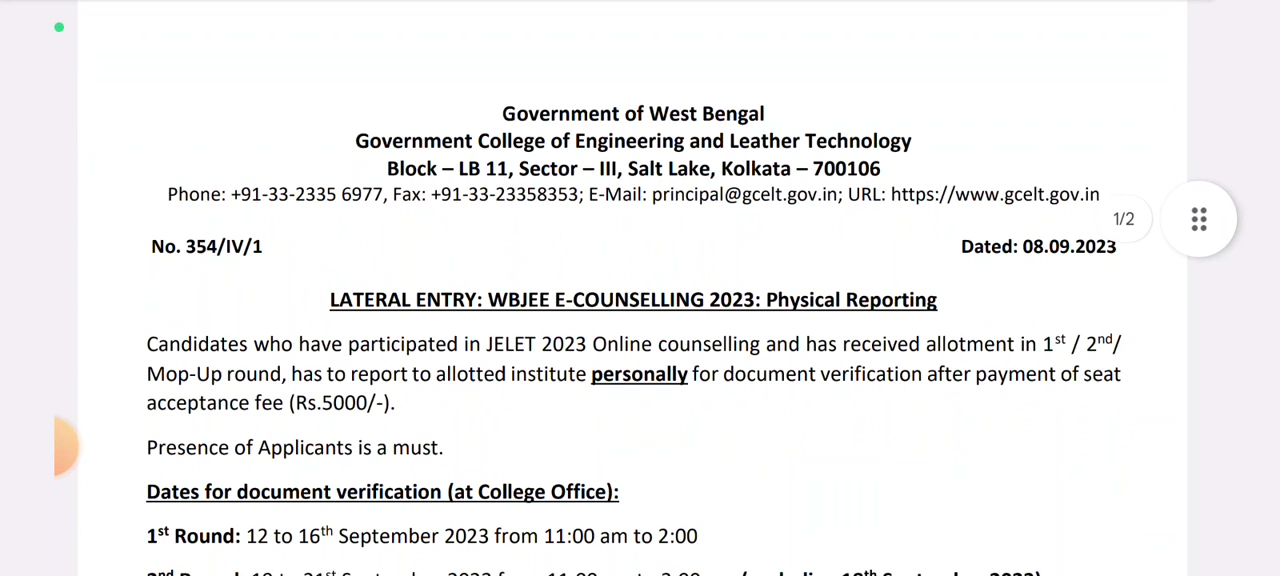 Government of West Bengal
Government College of Engineering and Leather Technology
Block – LB 11, Sector – III, Salt Lake, Kolkata – 700106
Phone: +91-33-2335 6977, Fax: +91-33-23358353; E-Mail: principal@gcelt.gov.in; URL: https://www.gcelt.gov.in
1/2
No. 354/IV/1 Dated: 08.09.2023
LATERAL ENTRY: WBJEE E-COUNSELLING 2023: Physical Reporting
Candidates who have participated in JELET 2023 Online counselling and has received allotment in 1st / 2nd/
Mop-Up round, has to report to allotted institute personally for document verification after payment of seat
acceptance fee (Rs.5000/-).
Presence of Applicants is a must.
Dates for document verification (at College Office):
1st Round: 12 to 16th September 2023 from 11:00 am to 2:00